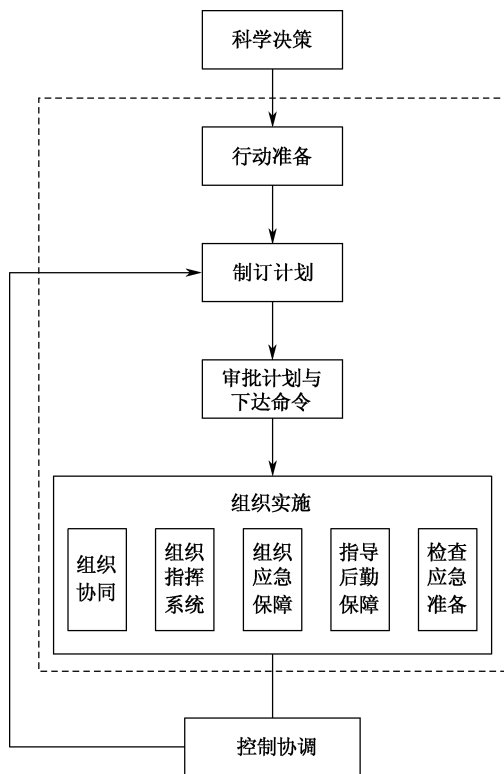 科学决策
行动准备
制订计划
审批计划与
下达命令
组织实施
组织
协同
组织
指挥
系统
组织
应急
保障
指导
后勤
保障
检查
应急
准备
控制协调